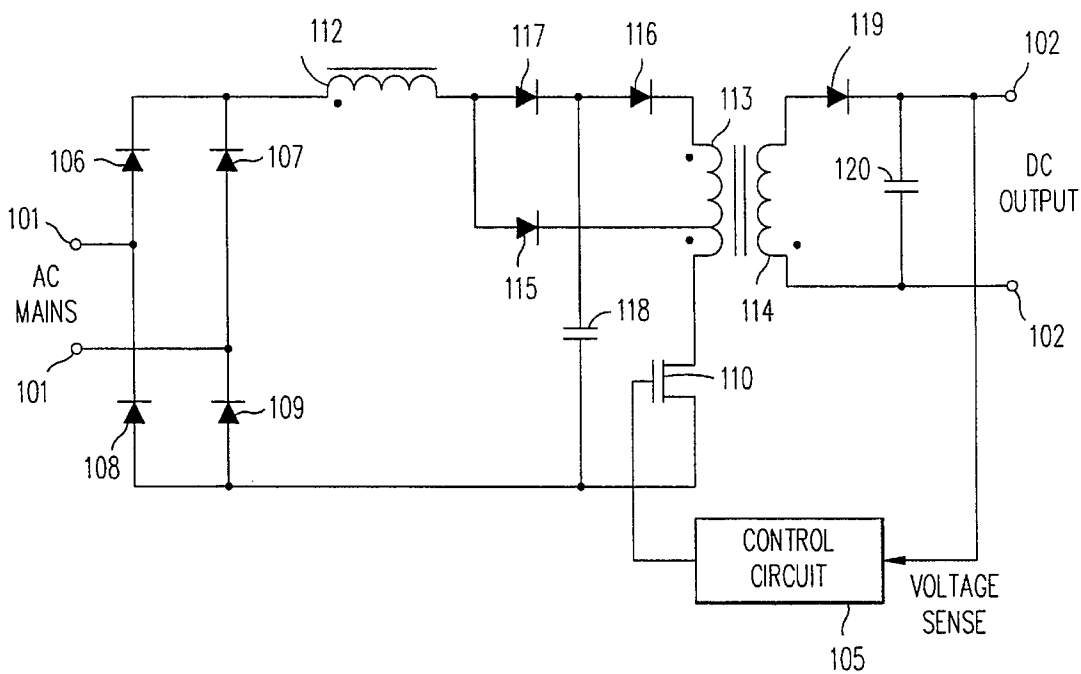 112
117
116
119
102
113
106
107
120
DC
OUTPUT
101
AC
MAINS
115
118
114
102
101
110
109
108
CONTROL
CIRCUIT
VOLTAGE
SENSE
105